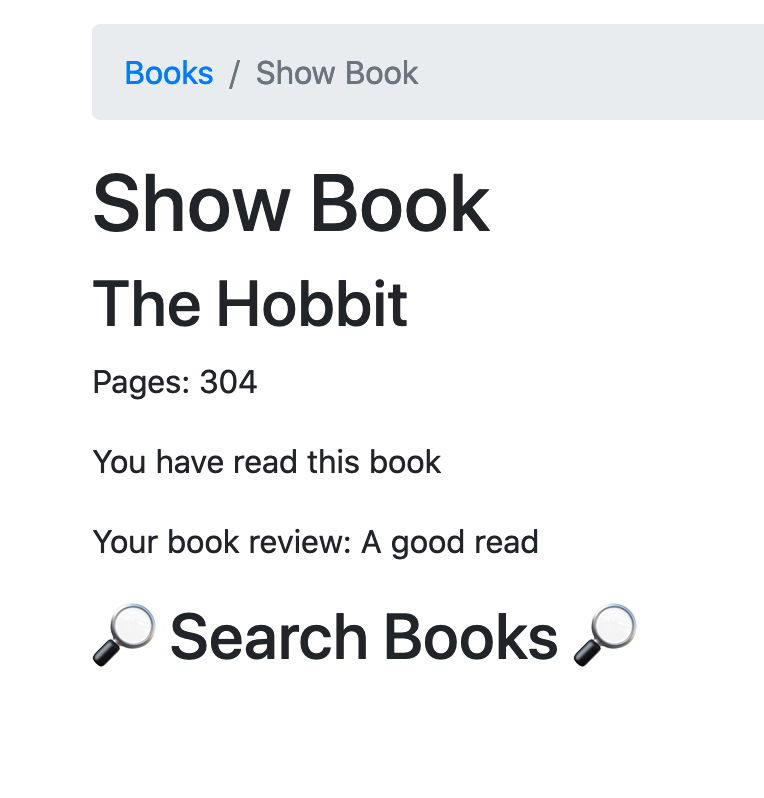 Books / Show Book
Show Book
The Hobbit
Pages: 304
You have read this book
Your book review: A good read
🔎 Search Books 🔎